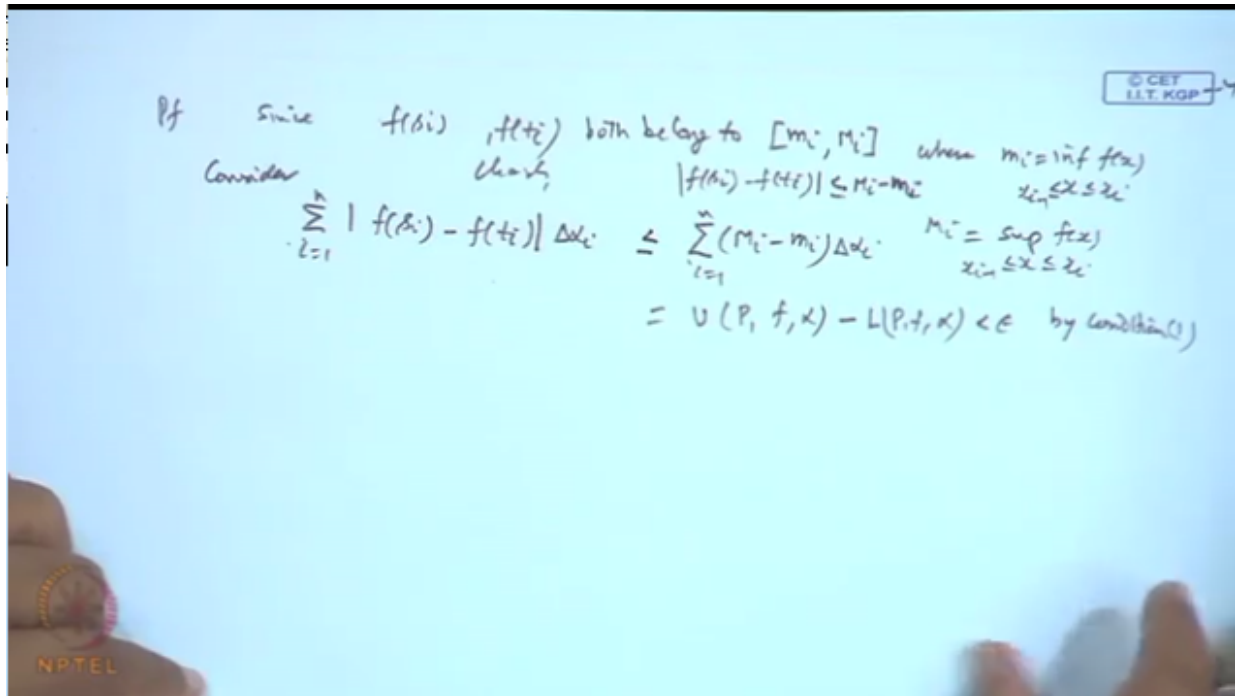 © CET
I.I.T. KGP
Pf Since f(si), f(ti) both belong to [mi, Mi] where mi = inf f(x)
xi-1 ≤ x ≤ xi
Consider |f(si) - f(ti)| ≤ Mi - mi
n∑i=1 | f(si) - f(ti)| Δαi ≤ n∑i=1 (Mi - mi) Δαi Mi = sup f(x)
xi-1 ≤ x ≤ xi
= U(P, f, α) - L(P, f, α) < ε by condition (1)
NPTEL